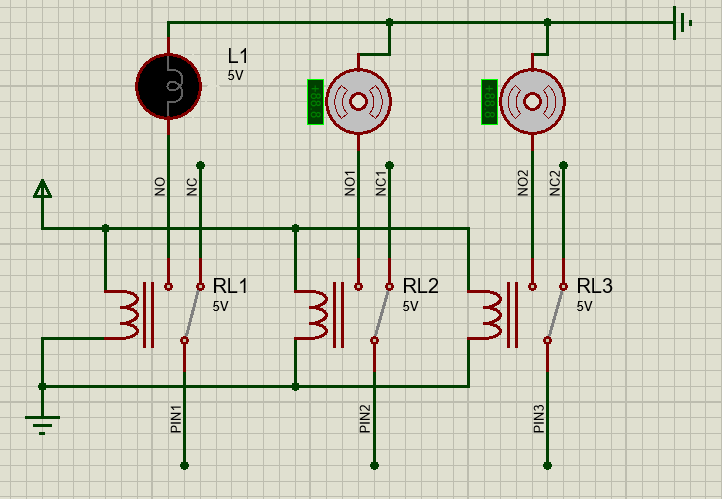 L1
5V
+88.8
+88.8
NO
NC
NO1
NC1
NO2
NC2
RL1
5V
RL2
5V
RL3
5V
PIN1
PIN2
PIN3